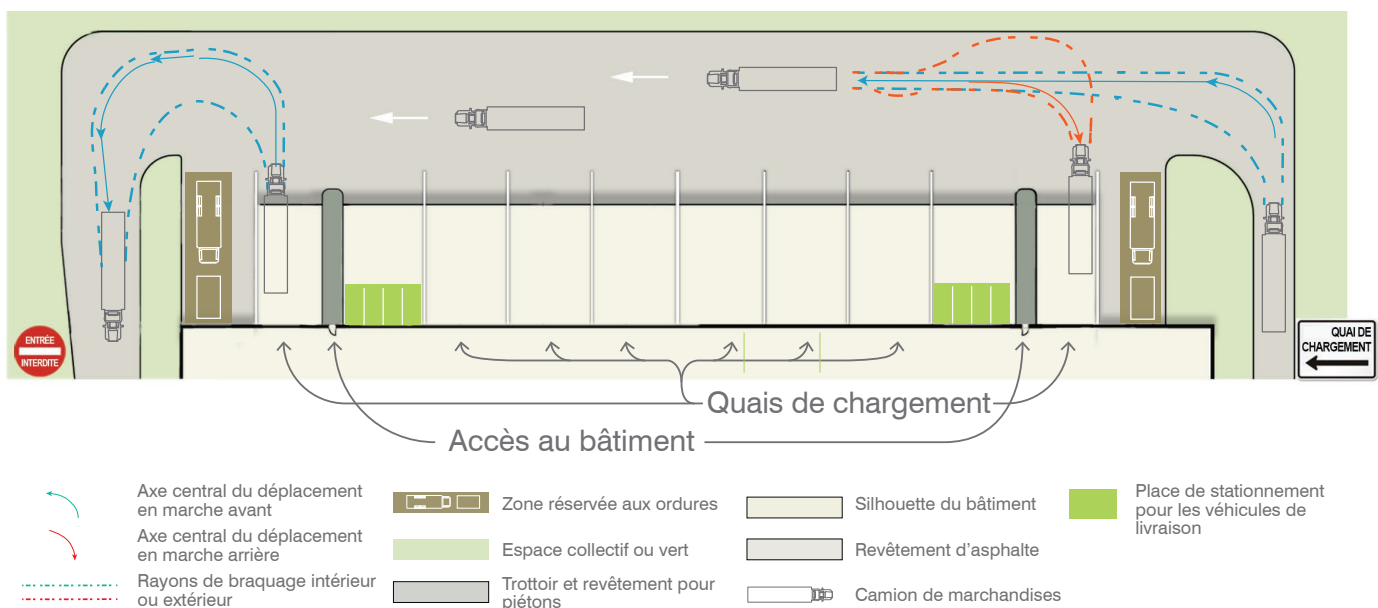 ENTRÉE
INTERDITE
QUAI DE
CHARGEMENT
Quais de chargement
Accès au bâtiment
Axe central du déplacement
en marche avant
Axe central du déplacement
en marche arrière
Rayons de braquage intérieur
ou extérieur
Zone réservée aux ordures
Espace collectif ou vert
Trottoir et revêtement pour
piétons
Silhouette du bâtiment
Revêtement d'asphalte
Camion de marchandises
Place de stationnement
pour les véhicules de
livraison